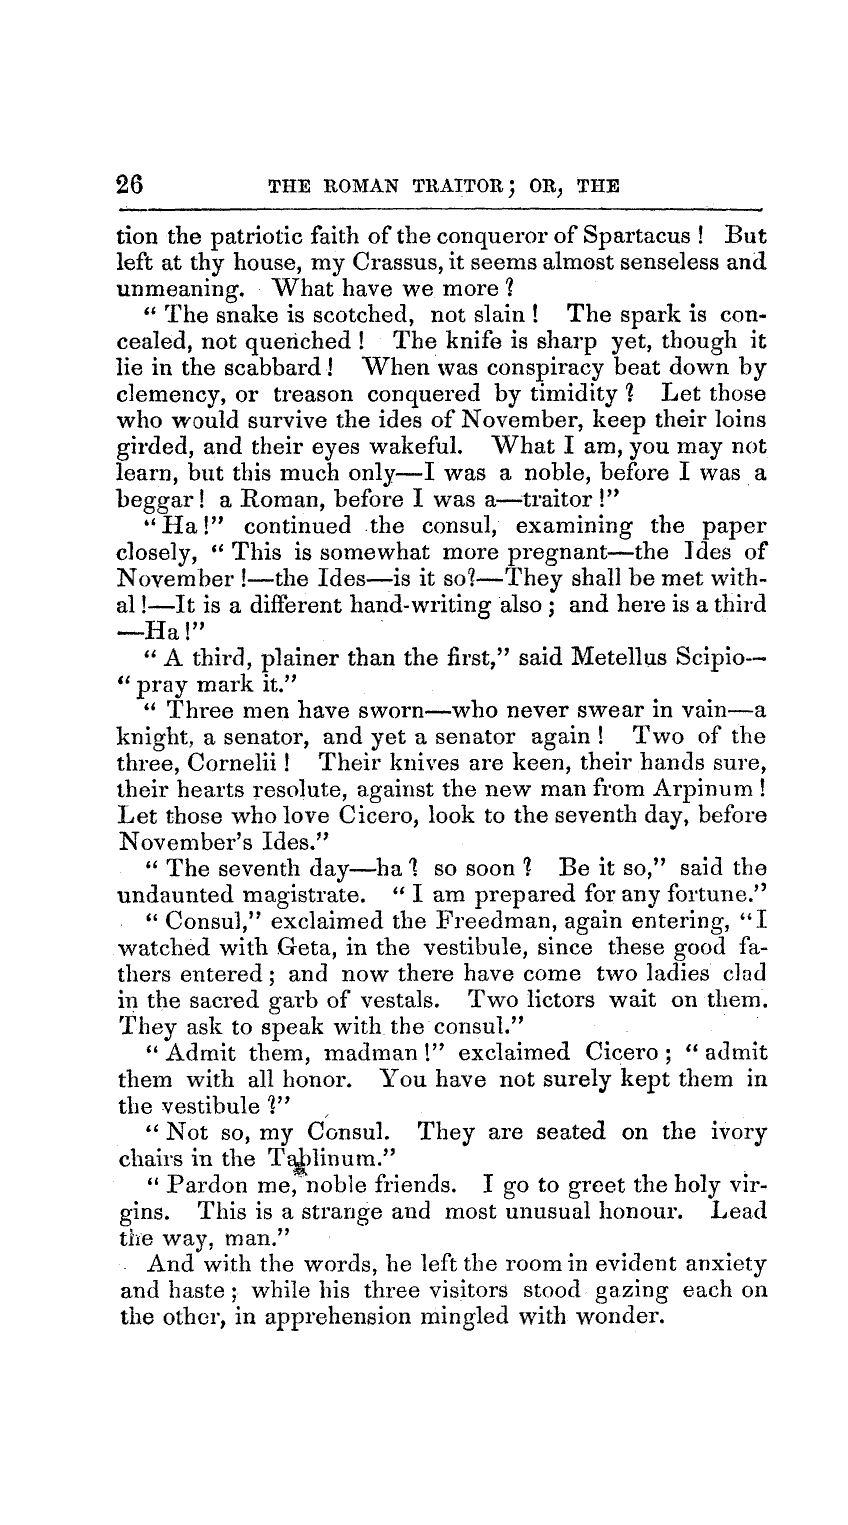 26 THE ROMAN TRAITOR; OR, THE
tion the patriotic faith of the conqueror of Spartacus! But
left at thy house, my Crassus, it seems almost senseless and
unmeaning. What have we more?
“The snake is scotched, not slain! The spark is con-
cealed, not quenched! The knife is sharp yet, though it
lie in the scabbard! When was conspiracy beat down by
clemency, or treason conquered by timidity? Let those
who would survive the ides of November, keep their loins
girded, and their eyes wakeful. What I am, you may not
learn, but this much only—I was a noble, before I was a
beggar! a Roman, before I was a—traitor!”
“Ha!” continued the consul, examining the paper
closely, “This is somewhat more pregnant—the Ides of
November!—the Ides—is it so?—They shall be met with-
al!—It is a different hand-writing also; and here is a third
—Ha!”
“A third, plainer than the first,” said Metellus Scipio—
“pray mark it.”
“Three men have sworn—who never swear in vain—a
knight, a senator, and yet a senator again! Two of the
three, Cornelii! Their knives are keen, their hands sure,
their hearts resolute, against the new man from Arpinum!
Let those who love Cicero, look to the seventh day, before
November’s Ides.”
“The seventh day—ha? so soon? Be it so,” said the
undaunted magistrate. “I am prepared for any fortune.”
“Consul,” exclaimed the Freedman, again entering, “I
watched with Geta, in the vestibule, since these good fa-
thers entered; and now there have come two ladies clad
in the sacred garb of vestals. Two lictors wait on them.
They ask to speak with the consul.”
“Admit them, madman!” exclaimed Cicero; “admit
them with all honor. You have not surely kept them in
the vestibule?”
“Not so, my Consul. They are seated on the ivory
chairs in the Tablinum.”
“Pardon me, noble friends. I go to greet the holy vir-
gins. This is a strange and most unusual honour. Lead
the way, man.”
And with the words, he left the room in evident anxiety
and haste; while his three visitors stood gazing each on
the other, in apprehension mingled with wonder.